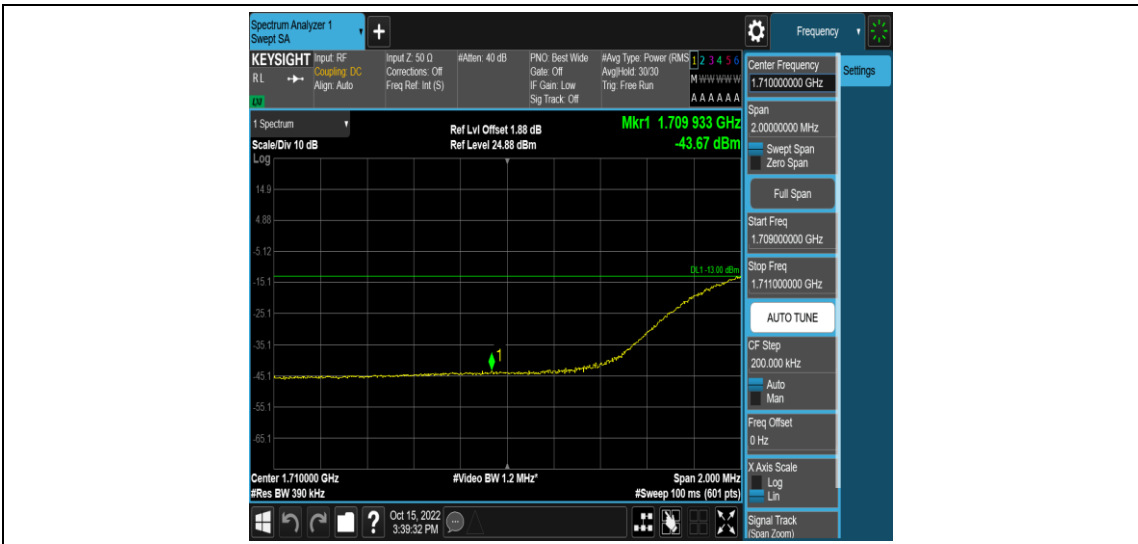 Spectrum Analyzer 1
Swept SA
+
Frequency
KEYSIGHT
RL
LXI
Input: RF
Coupling: DC
Align: Auto
Input Z: 50 Ω
Corrections: Off
Freq Ref: Int (S)
#Atten: 40 dB
PNO: Best Wide
Gate: Off
IF Gain: Low
Sig Track: Off
#Avg Type: Power (RMS
Avg|Hold: 30/30
Trig: Free Run
1 2 3 4 5 6
M W W W W W
A A A A A A
Center Frequency
1.710000000 GHz
Settings
Span
2.00000000 MHz
Swept Span
Zero Span
Full Span
Start Freq
1.709000000 GHz
Stop Freq
1.711000000 GHz
AUTO TUNE
CF Step
200.000 kHz
Auto
Man
Freq Offset
0 Hz
X Axis Scale
Log
Lin
Signal Track
(Span Zoom)
1 Spectrum
Scale/Div 10 dB
Log
Ref Lvl Offset 1.88 dB
Ref Level 24.88 dBm
Mkr1 1.709 933 GHz
-43.67 dBm
14.9
4.88
-5.12
DL1 -13.00 dBm
-15.1
-25.1
-35.1
1
-45.1
-55.1
-65.1
Center 1.710000 GHz
#Res BW 390 kHz
#Video BW 1.2 MHz*
Span 2.000 MHz
#Sweep 100 ms (601 pts)
?
Oct 15, 2022
3:39:32 PM